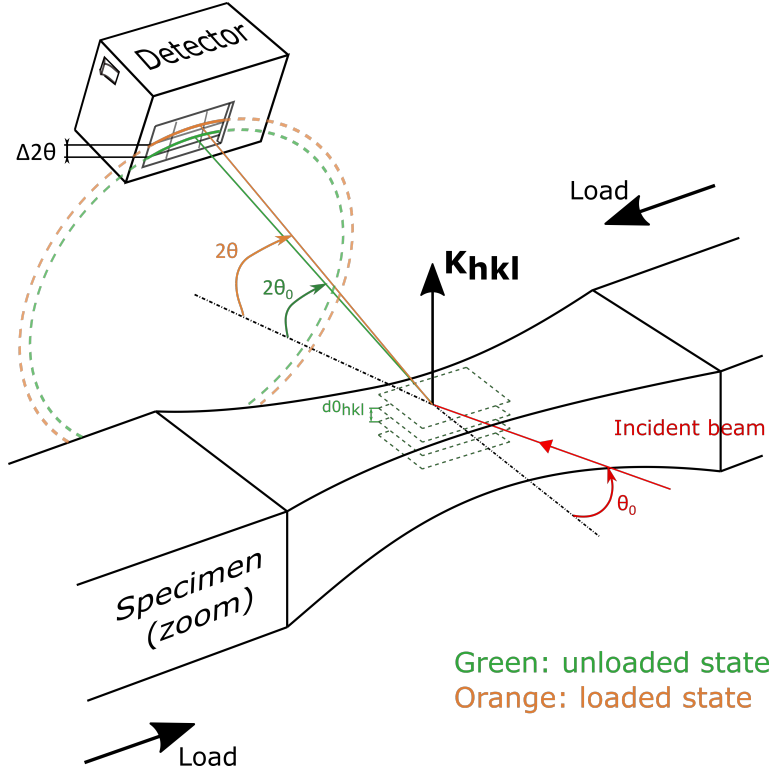 Detector
Δ2θ
Load
2θ
2θ₀
Khkl
d0hkl
Incident beam
θ₀
Specimen
(zoom)
Green: unloaded state
Orange: loaded state
Load